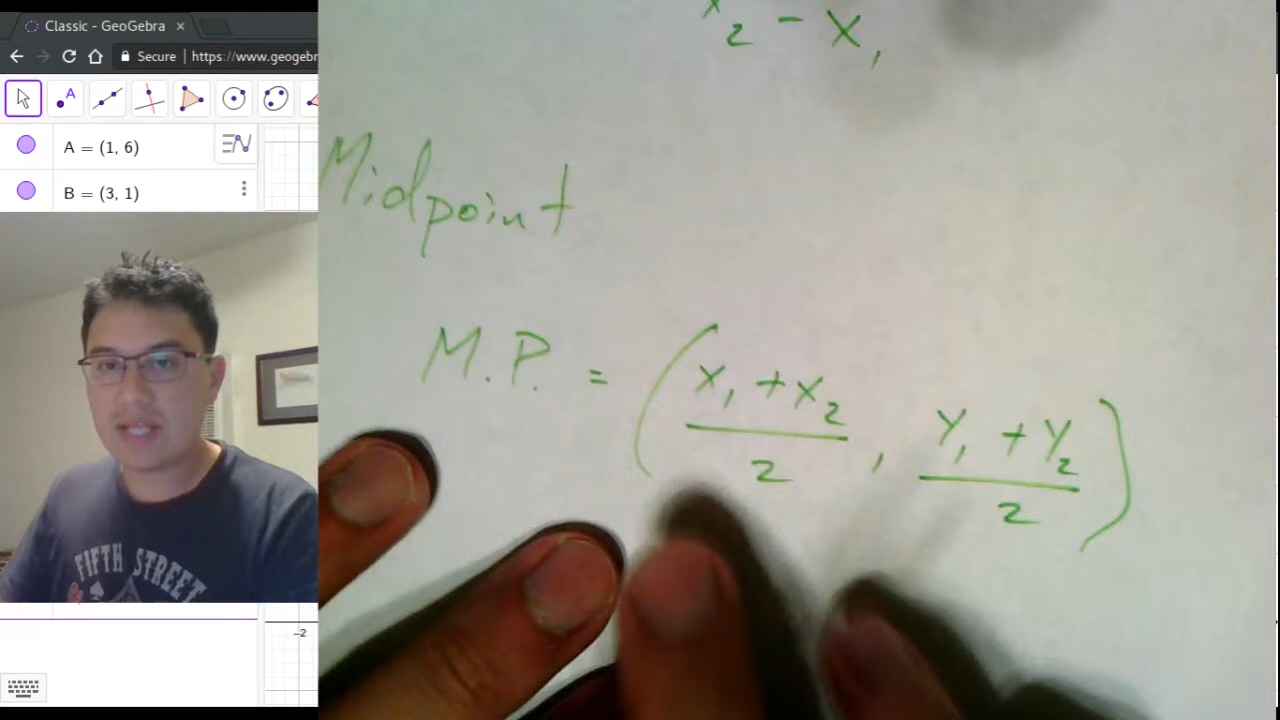 Classic - GeoGebra
Secure | https://www.geogebr
A = (1, 6)
B = (3, 1)
FIFTH STREET
-2
x₂ - x₁
Midpoint
M.P. = ( (x₁ + x₂)/2 , (y₁ + y₂)/2 )